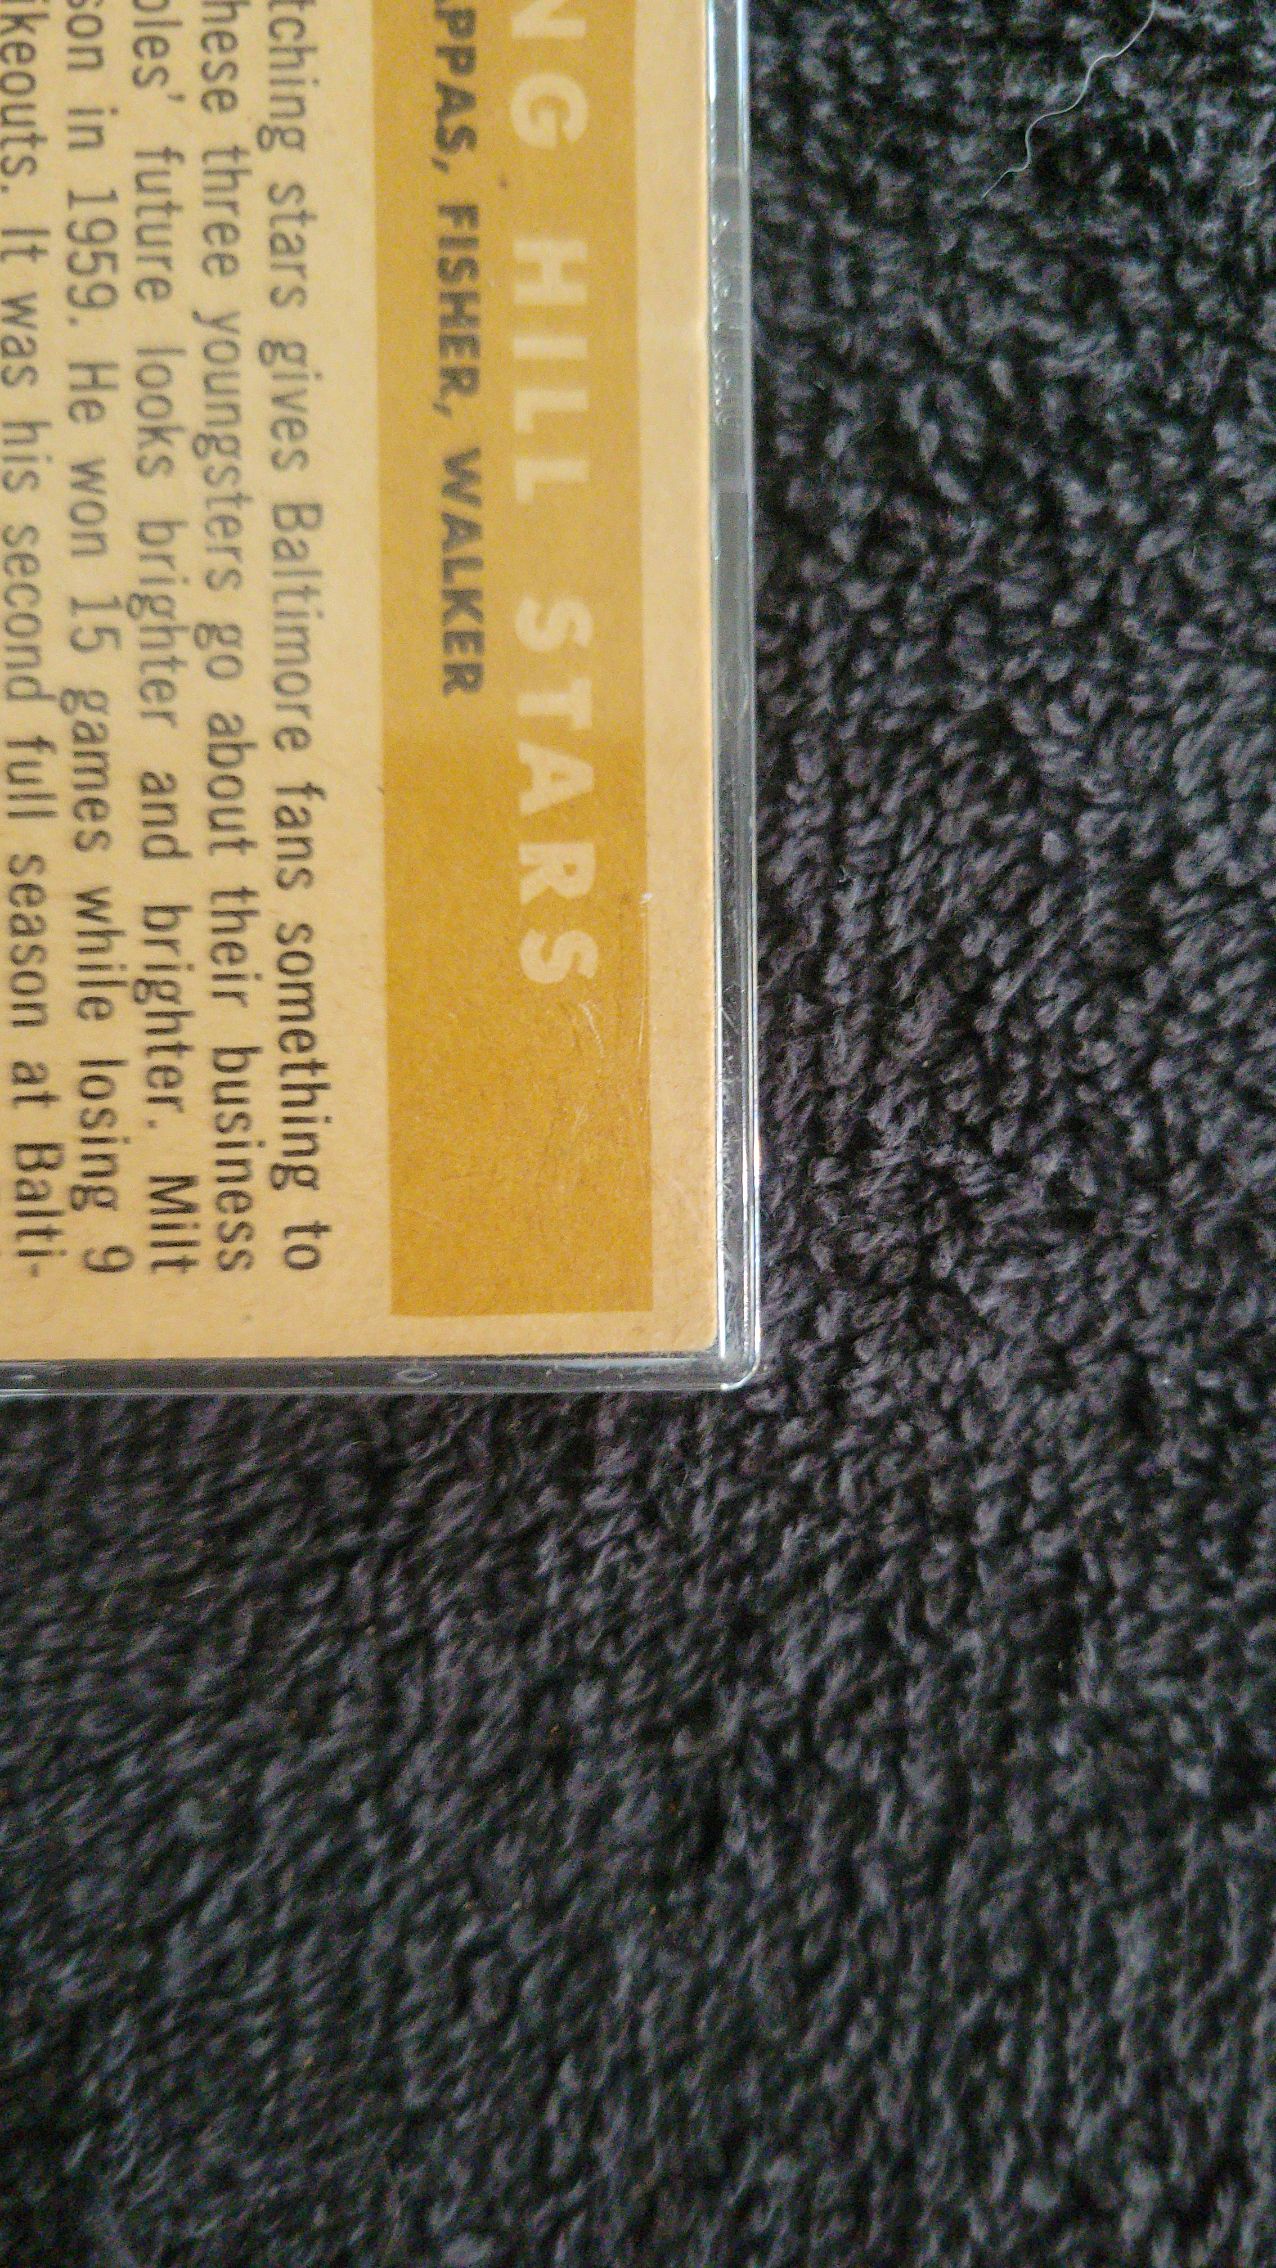 NG HILL STARS
APPAS, FISHER, WALKER
tching stars gives Baltimore fans something to
hese three youngsters go about their business
oles' future looks brighter and brighter. Milt
son in 1959. He won 15 games while losing 9
ikeouts. It was his second full season at Balti-